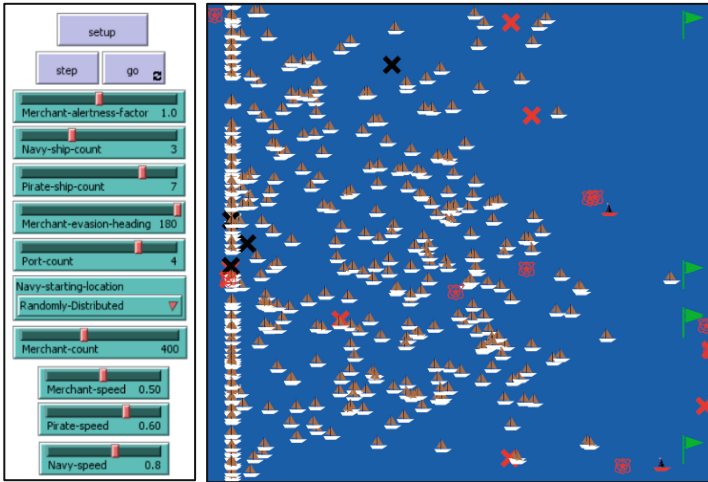 setup
step
go
Merchant-alertness-factor 1.0
Navy-ship-count 3
Pirate-ship-count 7
Merchant-evasion-heading 180
Port-count 4
Navy-starting-location
Randomly-Distributed
Merchant-count 400
Merchant-speed 0.50
Pirate-speed 0.60
Navy-speed 0.8